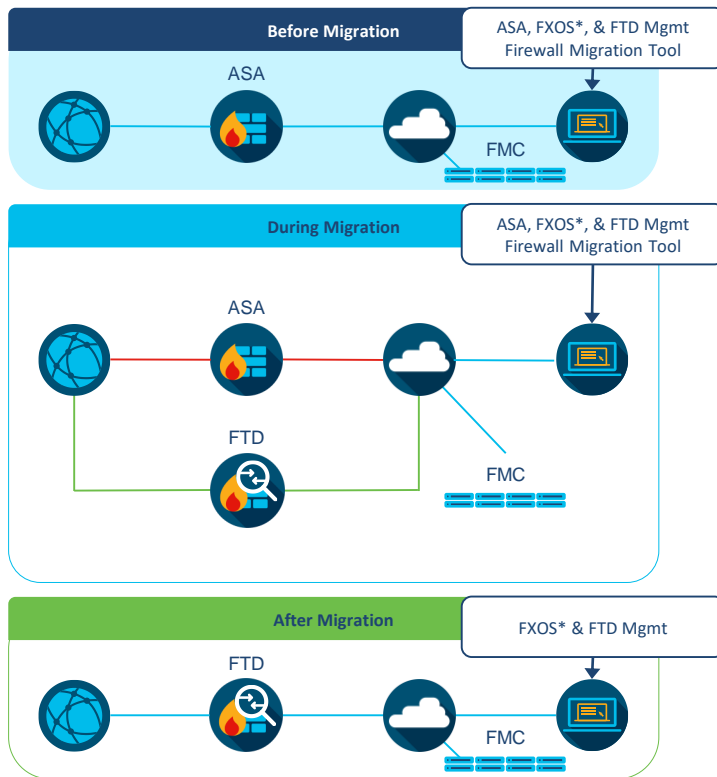 Before Migration
ASA, FXOS*, & FTD Mgmt
Firewall Migration Tool
ASA
FMC
During Migration
ASA, FXOS*, & FTD Mgmt
Firewall Migration Tool
ASA
FTD
FMC
After Migration
FXOS* & FTD Mgmt
FTD
FMC